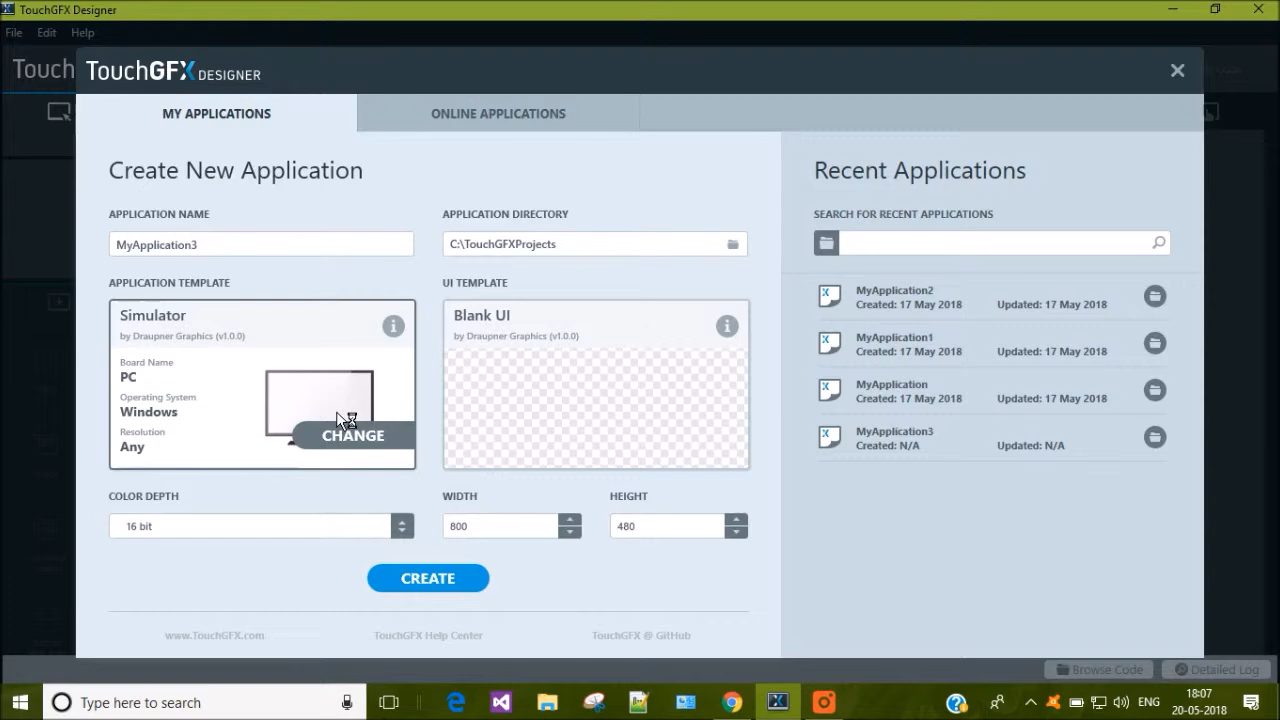 TouchGFX Designer
File Edit Help
Touch
TouchGFX DESIGNER
MY APPLICATIONS
ONLINE APPLICATIONS
Create New Application
APPLICATION NAME
MyApplication3
APPLICATION DIRECTORY
C:\TouchGFXProjects
APPLICATION TEMPLATE
Simulator
by Draupner Graphics (v1.0.0)
Board Name
PC
Operating System
Windows
Resolution
Any
CHANGE
UI TEMPLATE
Blank UI
by Draupner Graphics (v1.0.0)
COLOR DEPTH
16 bit
WIDTH
800
HEIGHT
480
CREATE
www.TouchGFX.com
TouchGFX Help Center
TouchGFX @ GitHub
Recent Applications
SEARCH FOR RECENT APPLICATIONS
MyApplication2
Created: 17 May 2018 Updated: 17 May 2018
MyApplication1
Created: 17 May 2018 Updated: 17 May 2018
MyApplication
Created: 17 May 2018 Updated: 17 May 2018
MyApplication3
Created: N/A Updated: N/A
Browse Code
Detailed Log
Type here to search
ENG
18:07
20-05-2018